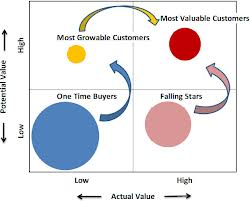 Most Valuable Customers
Most Growable Customers
One Time Buyers
Falling Stars
Potential Value
High
Low
Low
High
Actual Value